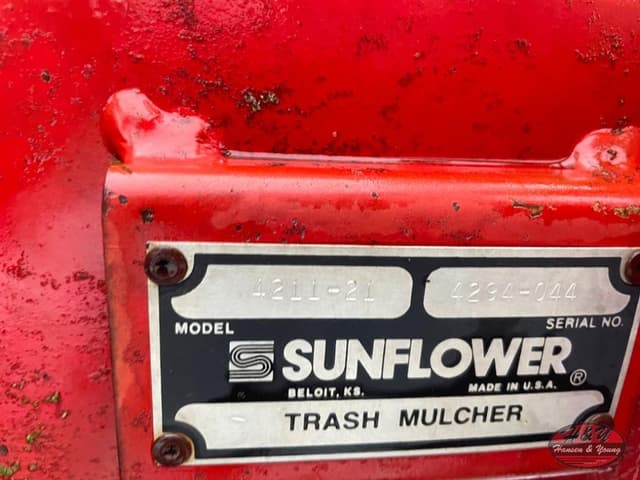 4211-21 4294-044
MODEL SERIAL NO.
SUNFLOWER ®
BELOIT, KS. MADE IN U.S.A.
TRASH MULCHER
H&Y
Hansen & Young